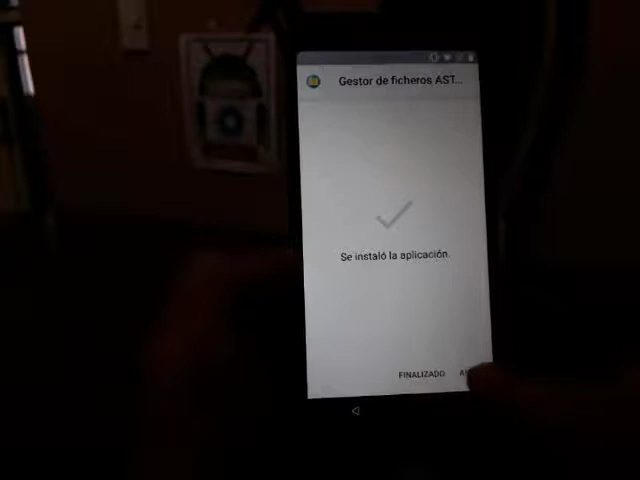 Gestor de ficheros AST...
Se instaló la aplicación.
FINALIZADO